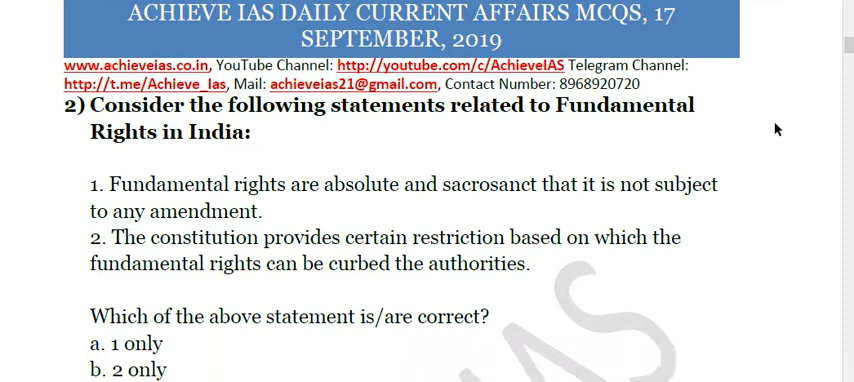 ACHIEVE IAS DAILY CURRENT AFFAIRS MCQS, 17
SEPTEMBER, 2019
www.achieveias.co.in, YouTube Channel: http://youtube.com/c/AchieveIAS Telegram Channel:
http://t.me/Achieve_Ias, Mail: achieveias21@gmail.com, Contact Number: 8968920720
2) Consider the following statements related to Fundamental
Rights in India:
1. Fundamental rights are absolute and sacrosanct that it is not subject
to any amendment.
2. The constitution provides certain restriction based on which the
fundamental rights can be curbed the authorities.
Which of the above statement is/are correct?
a. 1 only
b. 2 only
IAS